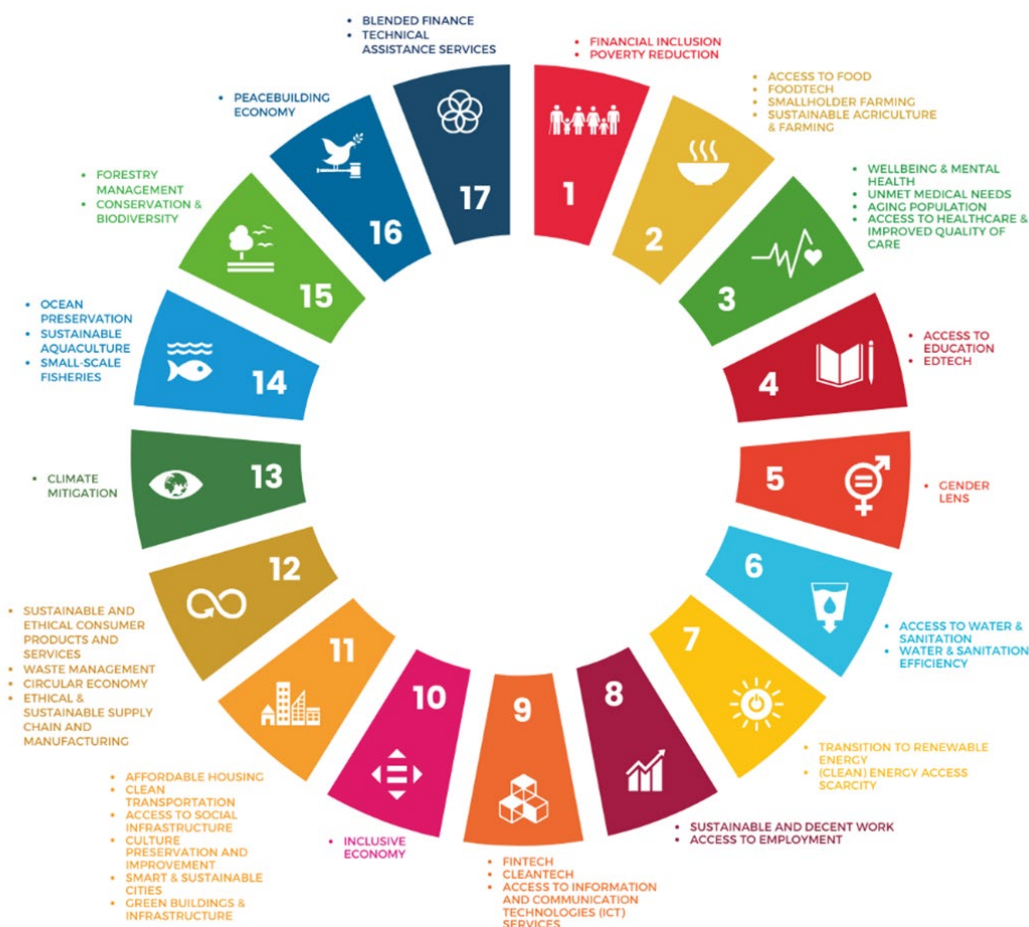 1
• FINANCIAL INCLUSION
• POVERTY REDUCTION
2
• ACCESS TO FOOD
• FOODTECH
• SMALLHOLDER FARMING
• SUSTAINABLE AGRICULTURE
& FARMING
3
• WELLBEING & MENTAL
HEALTH
• UNMET MEDICAL NEEDS
• AGING POPULATION
• ACCESS TO HEALTHCARE &
IMPROVED QUALITY OF
CARE
4
• ACCESS TO
EDUCATION
• EDTECH
5
• GENDER
LENS
6
• ACCESS TO WATER &
SANITATION
• WATER & SANITATION
EFFICIENCY
7
• TRANSITION TO RENEWABLE
ENERGY
• (CLEAN) ENERGY ACCESS
SCARCITY
8
• SUSTAINABLE AND DECENT WORK
• ACCESS TO EMPLOYMENT
9
• FINTECH
• CLEANTECH
• ACCESS TO INFORMATION
AND COMMUNICATION
TECHNOLOGIES (ICT)
SERVICES
10
• INCLUSIVE
ECONOMY
11
• AFFORDABLE HOUSING
• CLEAN
TRANSPORTATION
• ACCESS TO SOCIAL
INFRASTRUCTURE
• CULTURE
PRESERVATION AND
IMPROVEMENT
• SMART & SUSTAINABLE
CITIES
• GREEN BUILDINGS &
INFRASTRUCTURE
12
• SUSTAINABLE AND
ETHICAL CONSUMER
PRODUCTS AND
SERVICES
• WASTE MANAGEMENT
• CIRCULAR ECONOMY
• ETHICAL &
SUSTAINABLE SUPPLY
CHAIN AND
MANUFACTURING
13
• CLIMATE
MITIGATION
14
• OCEAN
PRESERVATION
• SUSTAINABLE
AQUACULTURE
• SMALL-SCALE
FISHERIES
15
• FORESTRY
MANAGEMENT
• CONSERVATION &
BIODIVERSITY
16
• PEACEBUILDING
ECONOMY
17
• BLENDED FINANCE
• TECHNICAL
ASSISTANCE SERVICES